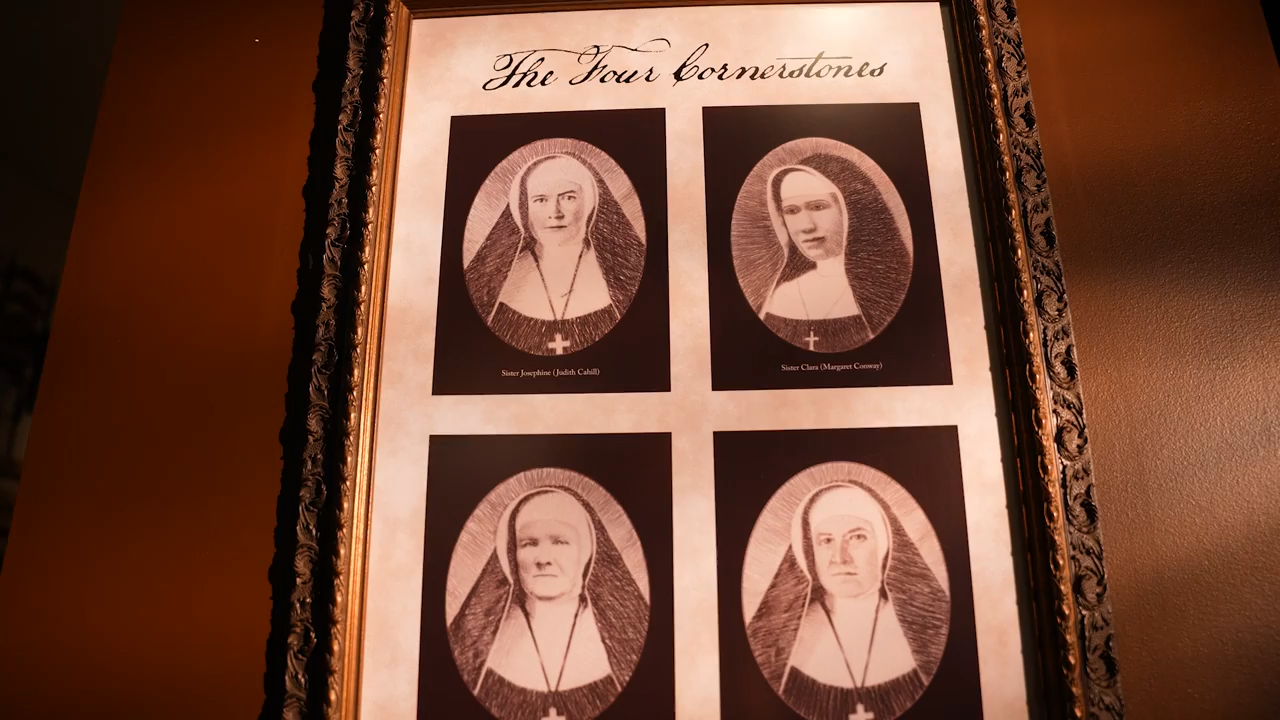 The Four Cornerstones
Sister Josephine (Judith Cahill)
Sister Clara (Margaret Conway)